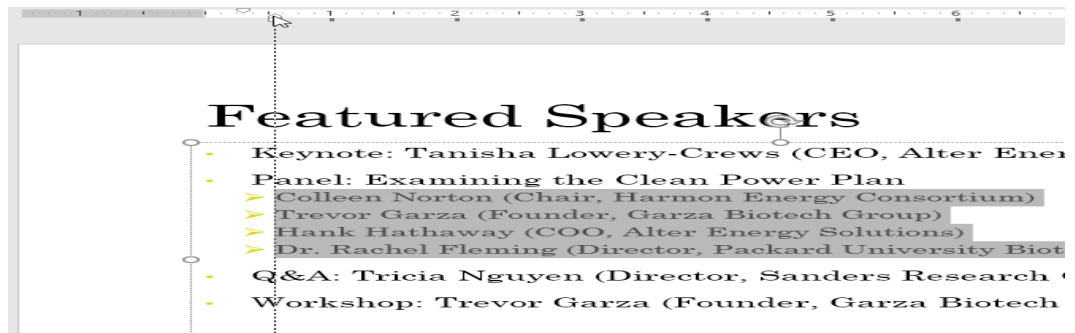 1 1 2 3 4 5 6
Featured Speakers
• Keynote: Tanisha Lowery-Crews (CEO, Alter Ener
• Panel: Examining the Clean Power Plan
➢ Colleen Norton (Chair, Harmon Energy Consortium)
➢ Trevor Garza (Founder, Garza Biotech Group)
➢ Hank Hathaway (COO, Alter Energy Solutions)
➢ Dr. Rachel Fleming (Director, Packard University Biot
• Q&A: Tricia Nguyen (Director, Sanders Research
• Workshop: Trevor Garza (Founder, Garza Biotech